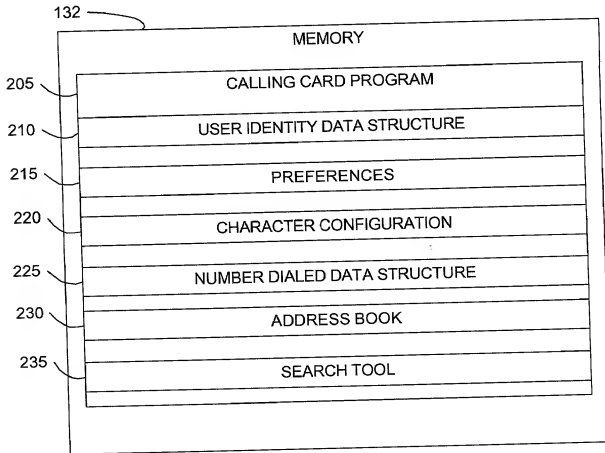 132
MEMORY
205
CALLING CARD PROGRAM
210
USER IDENTITY DATA STRUCTURE
215
PREFERENCES
220
CHARACTER CONFIGURATION
225
NUMBER DIALED DATA STRUCTURE
230
ADDRESS BOOK
235
SEARCH TOOL